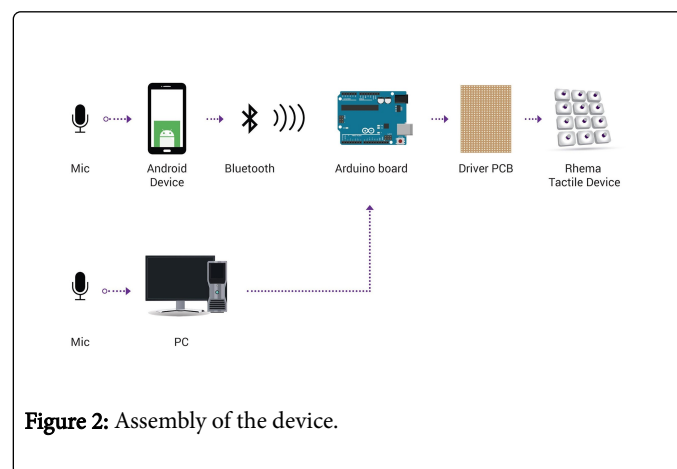 Mic
Android
Device
Bluetooth
Arduino board
Driver PCB
Rhema
Tactile Device
Mic
PC
Figure 2: Assembly of the device.